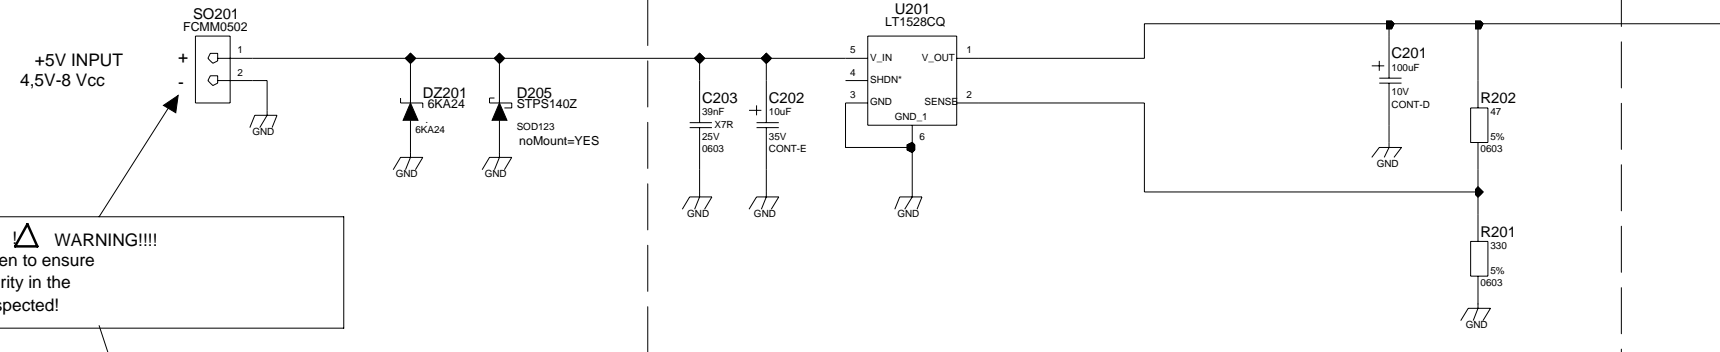 SO201
FCMM0502
+5V INPUT
4,5V-8 Vcc
+
-
1
2
GND
DZ201
6KA24
6KA24
GND
D205
STPS140Z
SOD123
noMount=YES
GND
C203
39nF
X7R
25V
0603
GND
C202
+
10uF
35V
CONT-E
GND
U201
LT1528CQ
5
V_IN
V_OUT
1
4
SHDN*
3
GND
SENSE
2
GND_1
6
GND
C201
+
100uF
10V
CONT-D
GND
R202
47
5%
0603
R201
330
5%
0603
GND
! WARNING!!!!
en to ensure
rity in the
spected!